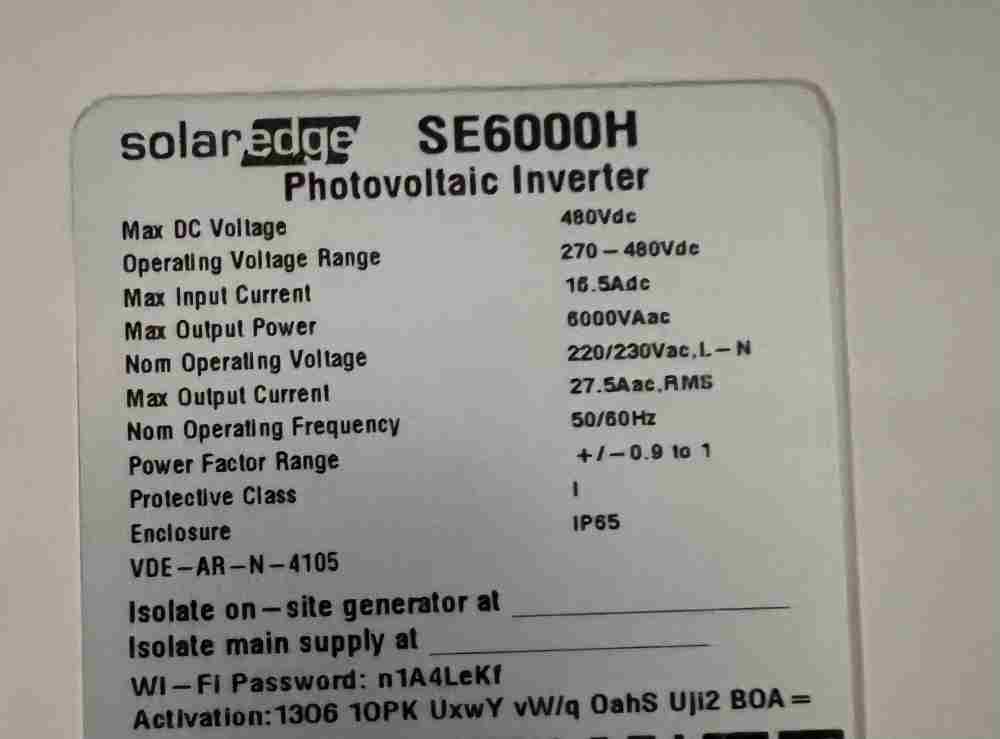 solaredge SE6000H
Photovoltaic Inverter
Max DC Voltage 480Vdc
Operating Voltage Range 270-480Vdc
Max Input Current 16.5Adc
Max Output Power 6000VAac
Nom Operating Voltage 220/230Vac,L-N
Max Output Current 27.5Aac,RMS
Nom Operating Frequency 50/60Hz
Power Factor Range +/-0.9 to 1
Protective Class I
Enclosure IP65
VDE-AR-N-4105
Isolate on-site generator at
Isolate main supply at
Wi-Fi Password: n1A4LeKf
Activation:1306 10PK UxwY vW/q OahS Uji2 BOA=